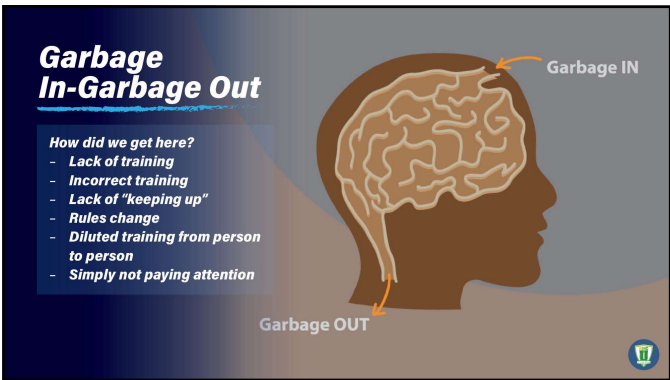 Garbage
In-Garbage Out
How did we get here?
– Lack of training
– Incorrect training
– Lack of “keeping up”
– Rules change
– Diluted training from person
to person
– Simply not paying attention
Garbage IN
Garbage OUT